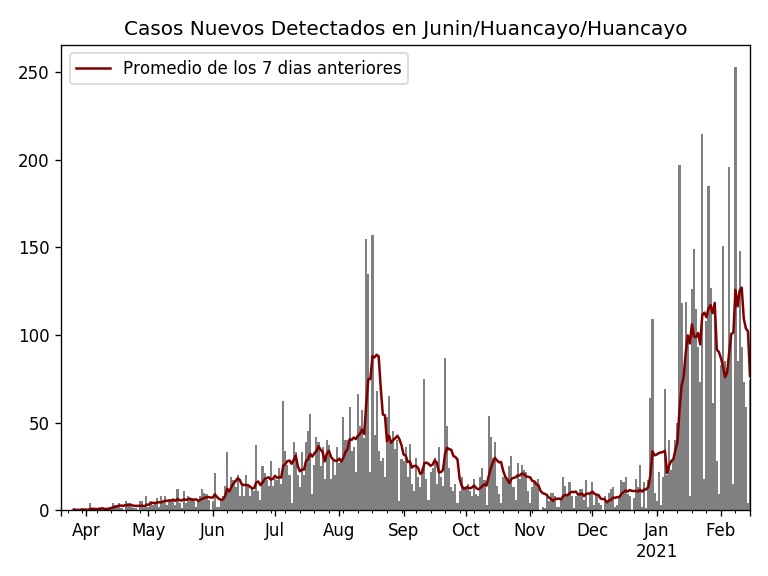 Casos Nuevos Detectados en Junin/Huancayo/Huancayo
Promedio de los 7 dias anteriores
250
200
150
100
50
0
Apr May Jun Jul Aug Sep Oct Nov Dec Jan Feb
2021